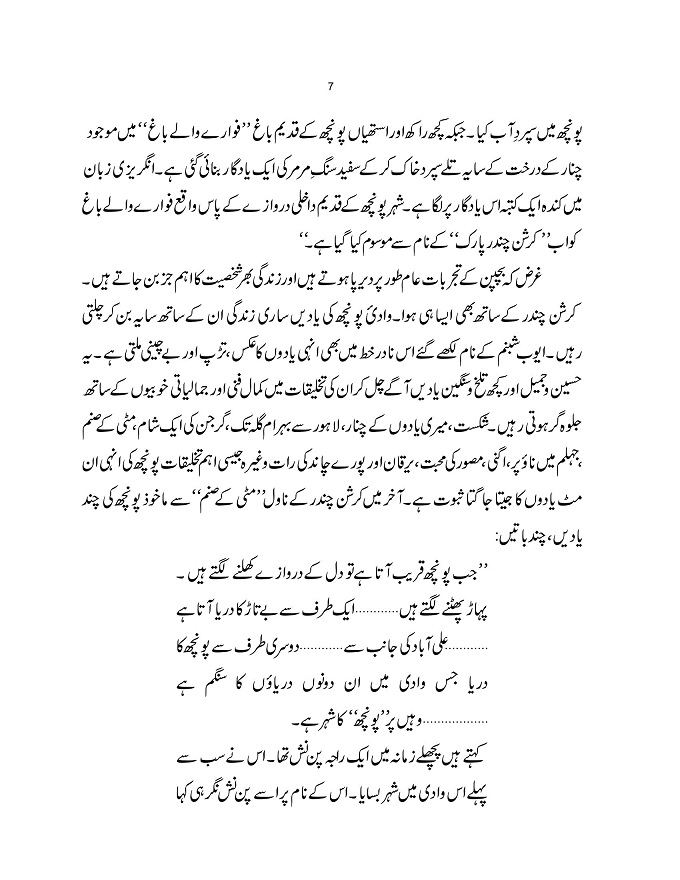 7
پونچھ میں سپردِ آب کیا۔ جبکہ کچھ راکھ اور استھیاں پونچھ کے قدیم باغ ’’فوارے والے باغ‘‘ میں موجود
چنار کے درخت کے سایہ تلے سپرد خاک کر کے سفید سنگِ مرمر کی ایک یادگار بنائی گئی ہے۔ انگریزی زبان
میں کندہ ایک کتبہ اس یادگار پر لگا ہے۔ شہر پونچھ کے قدیم داخلی دروازے کے پاس واقع فوارے والے باغ
کو اب ’’کرشن چندر پارک‘‘ کے نام سے موسوم کیا گیا ہے۔‘‘
غرض کہ بچپن کے تجربات عام طور پر دیرپا ہوتے ہیں اور زندگی بھر شخصیت کا اہم جز بن جاتے ہیں۔
کرشن چندر کے ساتھ بھی ایسا ہی ہوا۔ وادیٔ پونچھ کی یادیں ساری زندگی ان کے ساتھ سایہ بن کر چلتی
رہیں۔ ایوب شبنم کے نام لکھے گئے اس نادر خط میں بھی انہی یادوں کا عکس، تڑپ اور بے چینی ملتی ہے۔ یہ
حسین و جمیل اور کچھ تلخ و سنگین یادیں آگے چل کر ان کی تخلیقات میں کمال فنی اور جمالیاتی خوبیوں کے ساتھ
جلوہ گر ہوتی رہیں۔ شکست، میری یادوں کے چنار، لاہور سے بہرام گلہ تک، گرجن کی ایک شام، مٹی کے صنم
،جہلم میں ناؤ پر، اگنی، مصور کی محبت، یرقان اور پورے چاند کی رات وغیرہ جیسی اہم تخلیقات پونچھ کی انہی ان
مٹ یادوں کا جیتا جاگتا ثبوت ہے۔ آخر میں کرشن چندر کے ناول ’’مٹی کے صنم‘‘ سے ماخوذ پونچھ کی چند
یادیں، چند باتیں:
’’جب پونچھ قریب آتا ہے تو دل کے دروازے کھلنے لگتے ہیں۔
پہاڑ پھٹنے لگتے ہیں............ایک طرف سے بے تاڑ کا دریا آتا ہے
............علی آباد کی جانب سے............دوسری طرف سے پونچھ کا
دریا جس وادی میں ان دونوں دریاؤں کا سنگم ہے
..................وہیں پر ’’پونچھ‘‘ کا شہر ہے۔
کہتے ہیں پچھلے زمانہ میں ایک راجہ پن نش تھا۔ اس نے سب سے
پہلے اس وادی میں شہر بسایا۔ اس کے نام پر اسے پن نش نگر ہی کہا